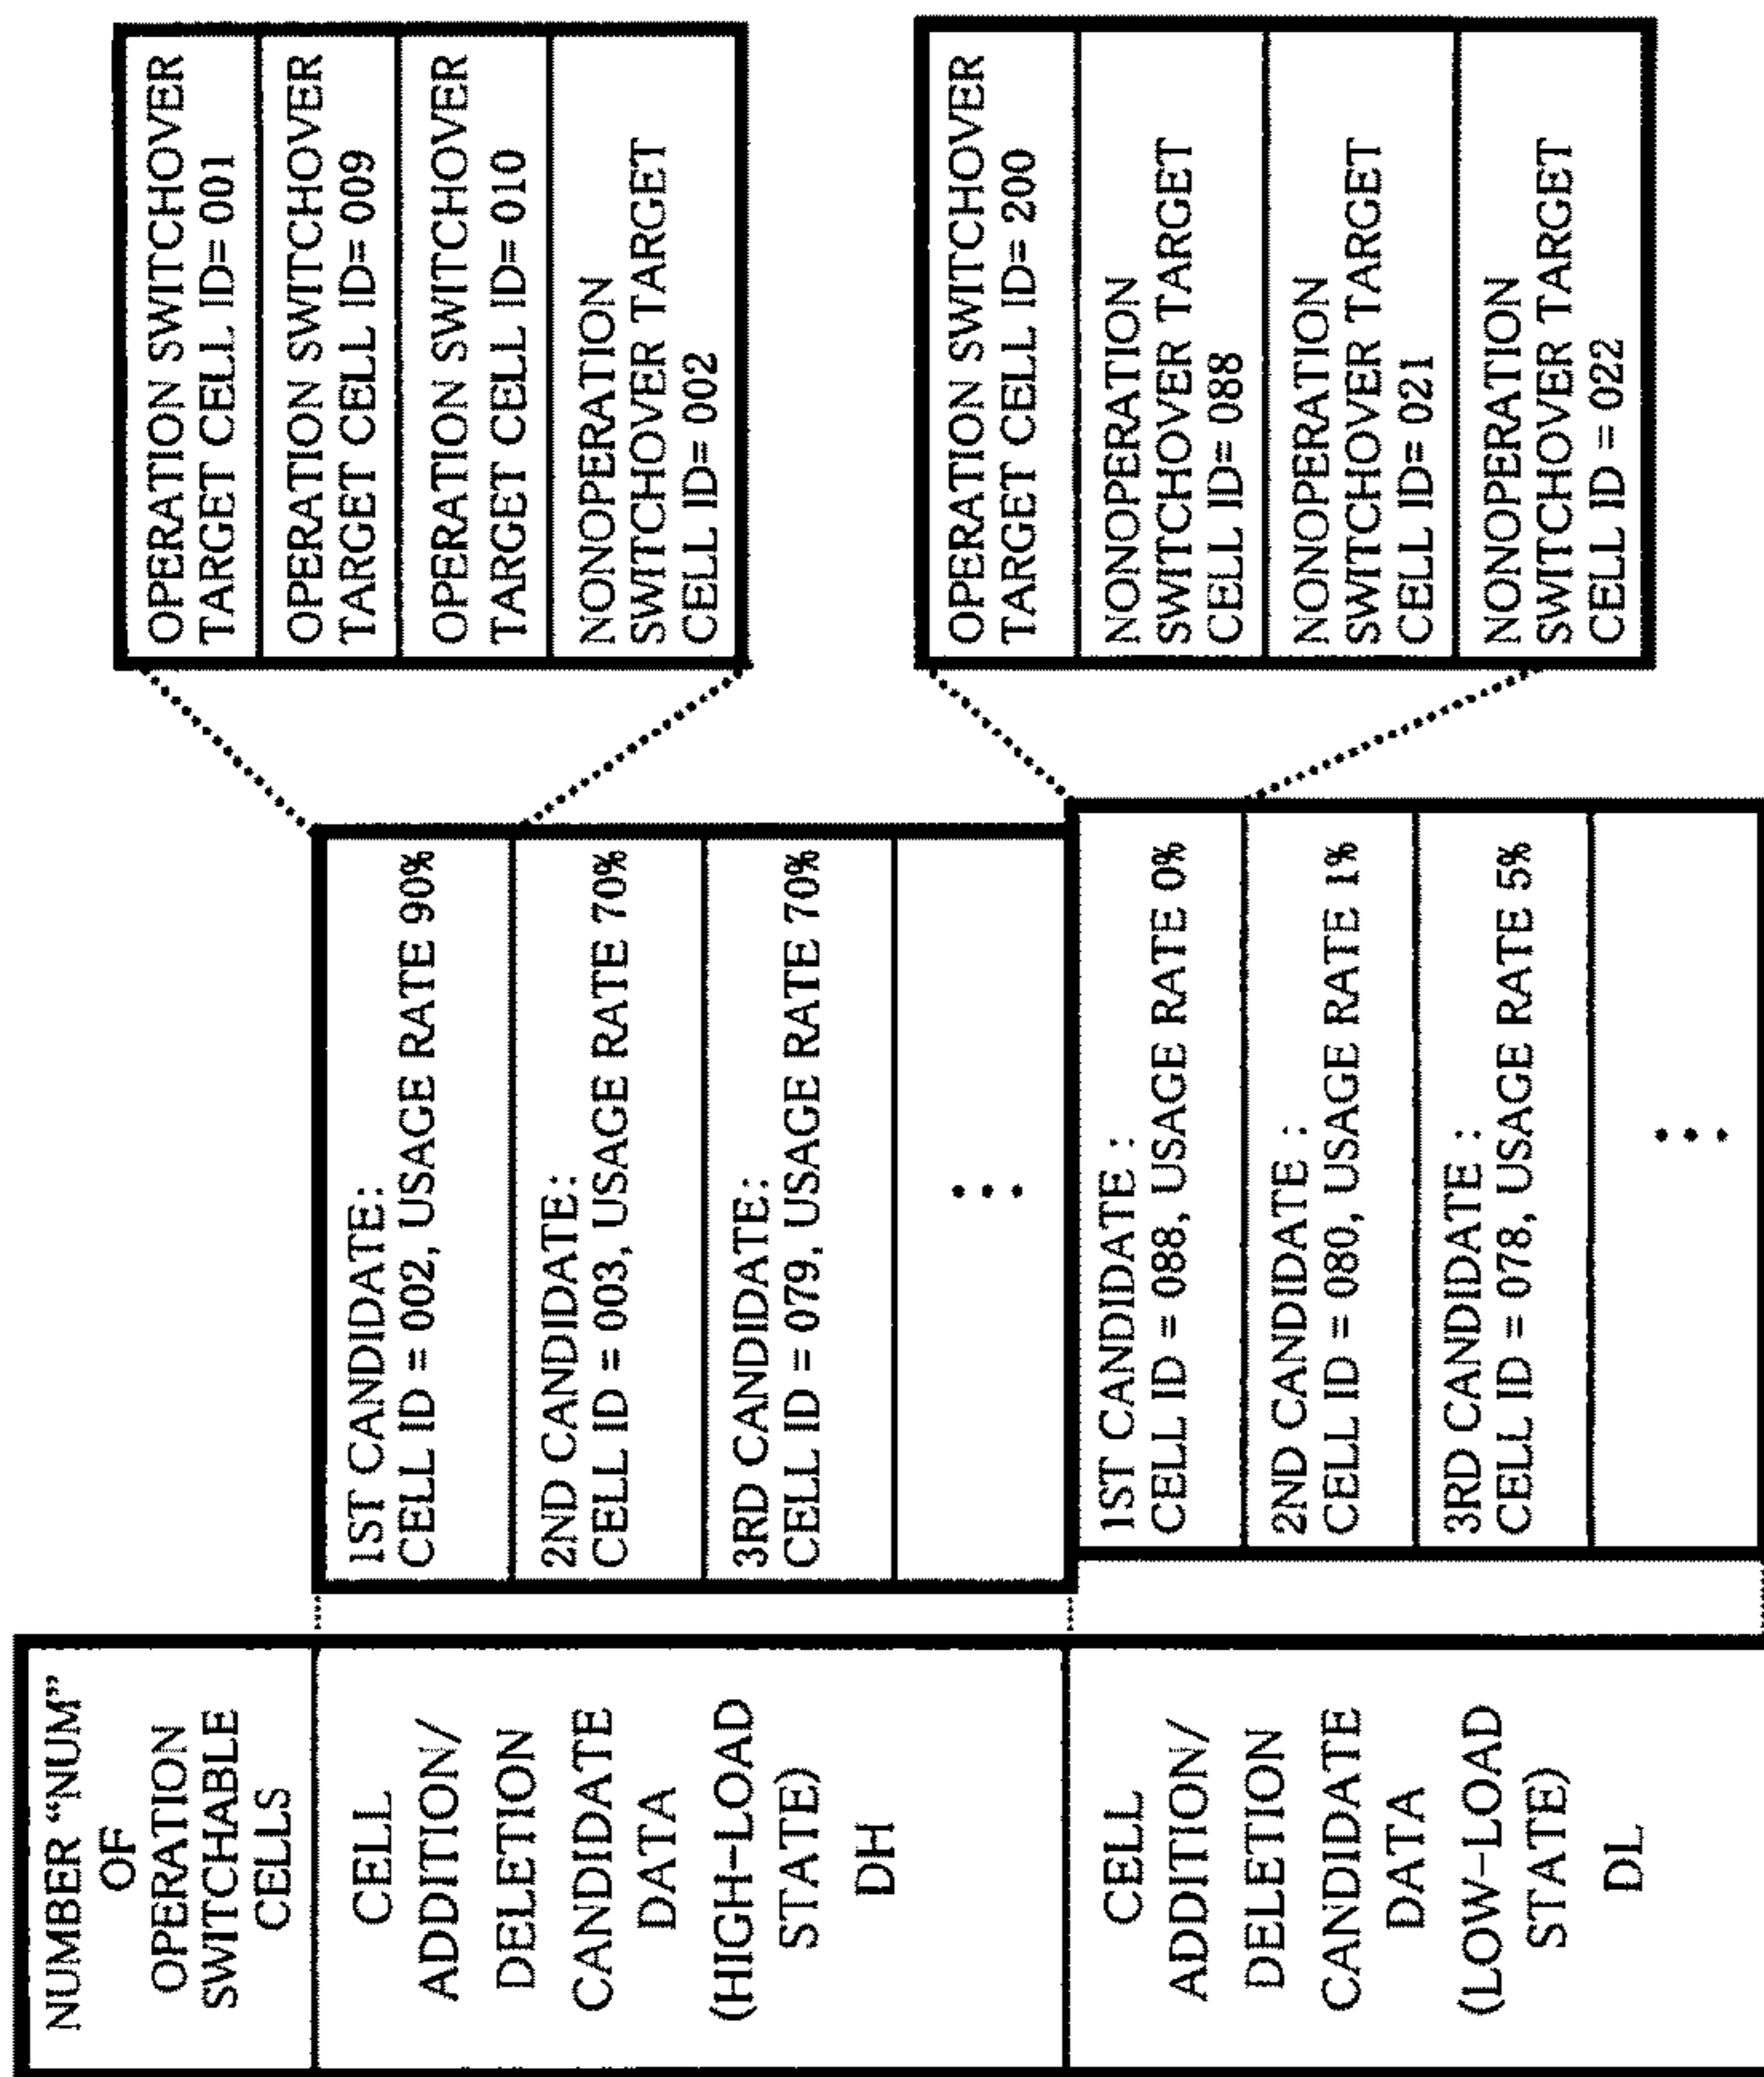 NUMBER “NUM”
OF
OPERATION
SWITCHABLE
CELLS
CELL
ADDITION/
DELETION
CANDIDATE
DATA
(HIGH-LOAD
STATE)
DH
CELL
ADDITION/
DELETION
CANDIDATE
DATA
(LOW-LOAD
STATE)
DL
1ST CANDIDATE:
CELL ID = 002, USAGE RATE 90%
2ND CANDIDATE:
CELL ID = 003, USAGE RATE 70%
3RD CANDIDATE:
CELL ID = 079, USAGE RATE 70%
⋮
1ST CANDIDATE :
CELL ID = 088, USAGE RATE 0%
2ND CANDIDATE :
CELL ID = 080, USAGE RATE 1%
3RD CANDIDATE :
CELL ID = 078, USAGE RATE 5%
⋮
OPERATION SWITCHOVER
TARGET CELL ID= 001
OPERATION SWITCHOVER
TARGET CELL ID= 009
OPERATION SWITCHOVER
TARGET CELL ID= 010
NONOPERATION
SWITCHOVER TARGET
CELL ID= 002
OPERATION SWITCHOVER
TARGET CELL ID= 200
NONOPERATION
SWITCHOVER TARGET
CELL ID= 088
NONOPERATION
SWITCHOVER TARGET
CELL ID= 021
NONOPERATION
SWITCHOVER TARGET
CELL ID = 022